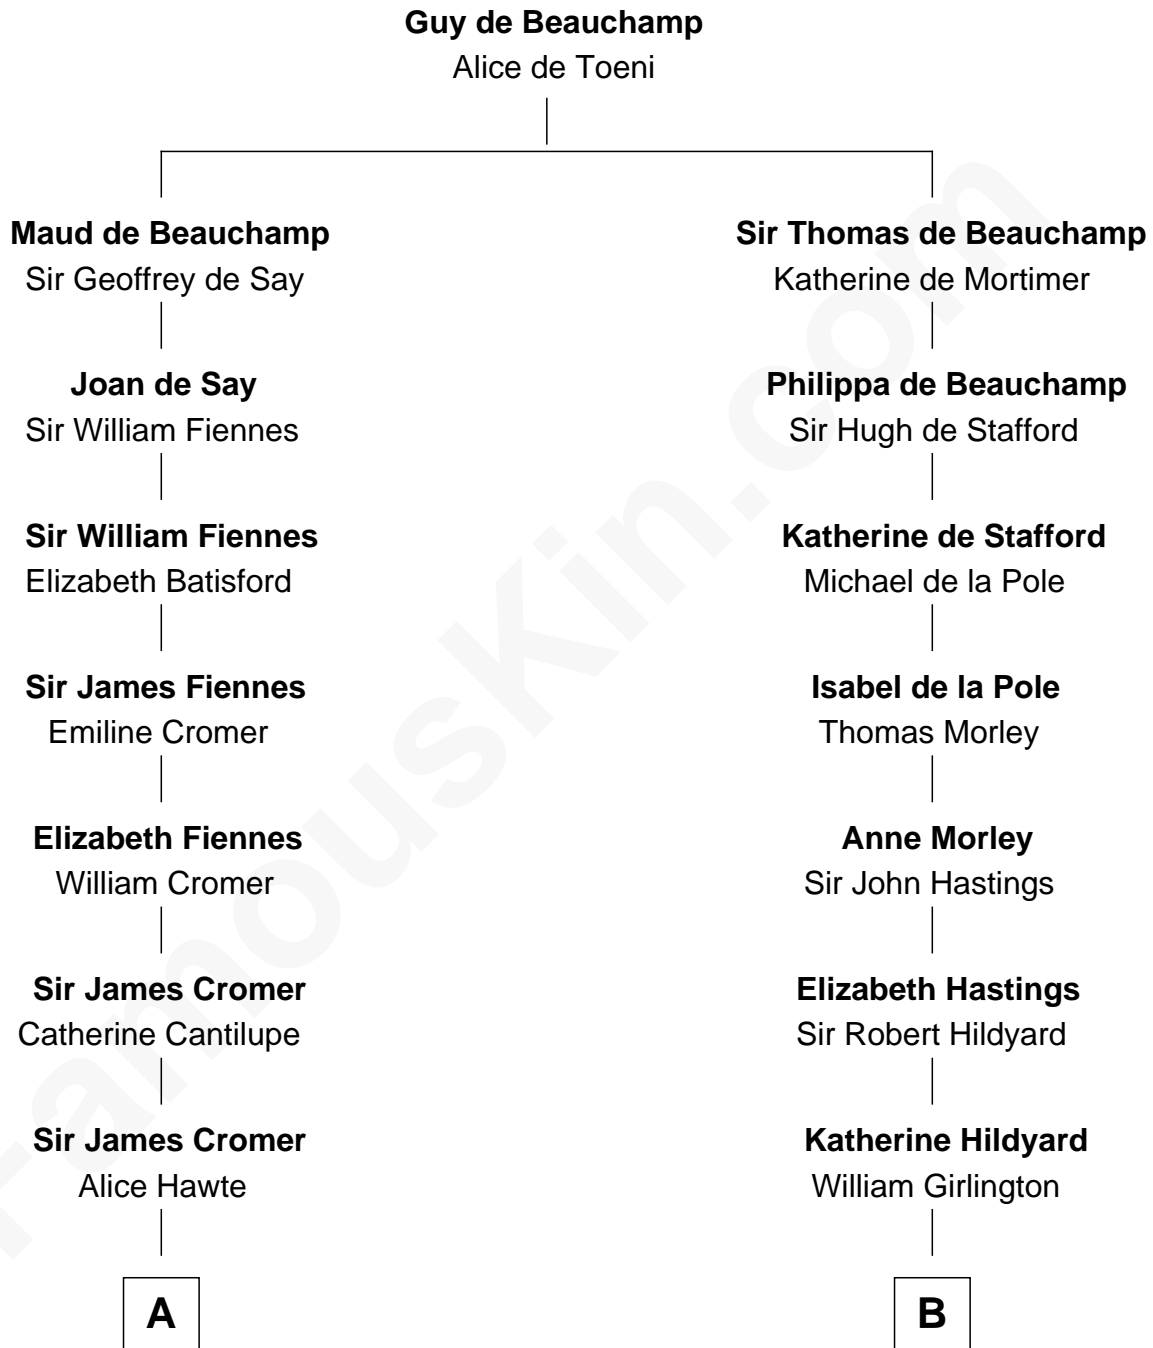 Guy de Beauchamp
Alice de Toeni
Maud de Beauchamp
Sir Geoffrey de Say
Sir Thomas de Beauchamp
Katherine de Mortimer
Joan de Say
Sir William Fiennes
Philippa de Beauchamp
Sir Hugh de Stafford
Sir William Fiennes
Elizabeth Batisford
Katherine de Stafford
Michael de la Pole
Sir James Fiennes
Emiline Cromer
Isabel de la Pole
Thomas Morley
Elizabeth Fiennes
William Cromer
Anne Morley
Sir John Hastings
Sir James Cromer
Catherine Cantilupe
Elizabeth Hastings
Sir Robert Hildyard
Sir James Cromer
Alice Hawte
Katherine Hildyard
William Girlington
A
B
FamousKin.com